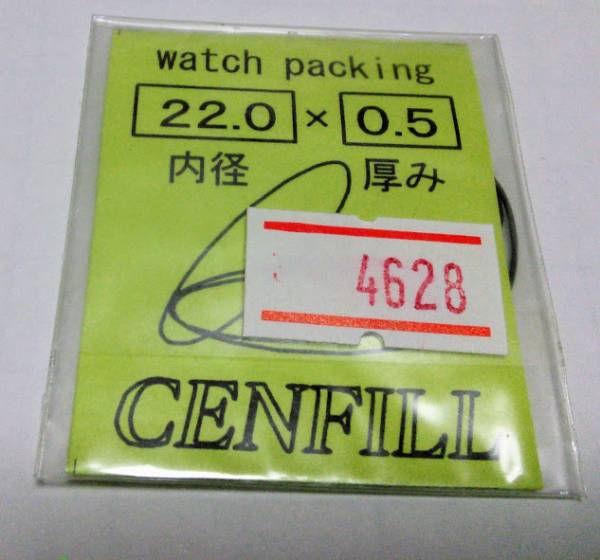 watch packing
22.0 × 0.5
内径 厚み
4628
CENFILL